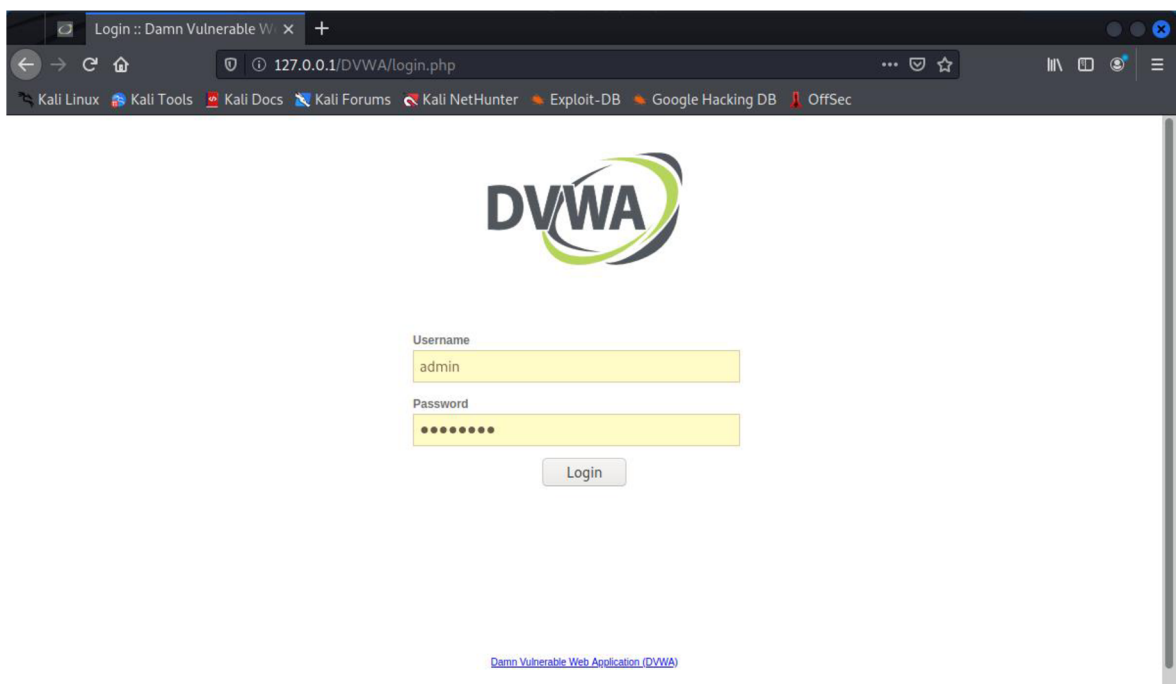 Login :: Damn Vulnerable W
127.0.0.1/DVWA/login.php
Kali Linux Kali Tools Kali Docs Kali Forums Kali NetHunter Exploit-DB Google Hacking DB OffSec
DVWA
Username
admin
Password
••••••••
Login
Damn Vulnerable Web Application (DVWA)